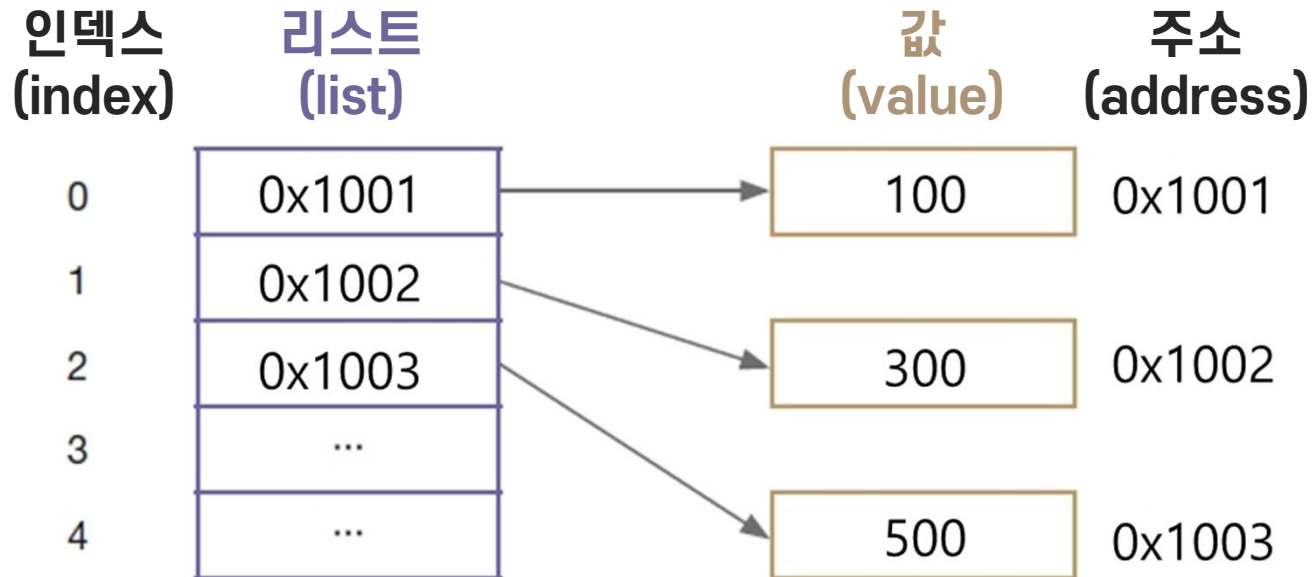 인덱스 리스트 값 주소
(index) (list) (value) (address)
0 0x1001 100 0x1001
1 0x1002
2 0x1003 300 0x1002
3 ...
4 ... 500 0x1003